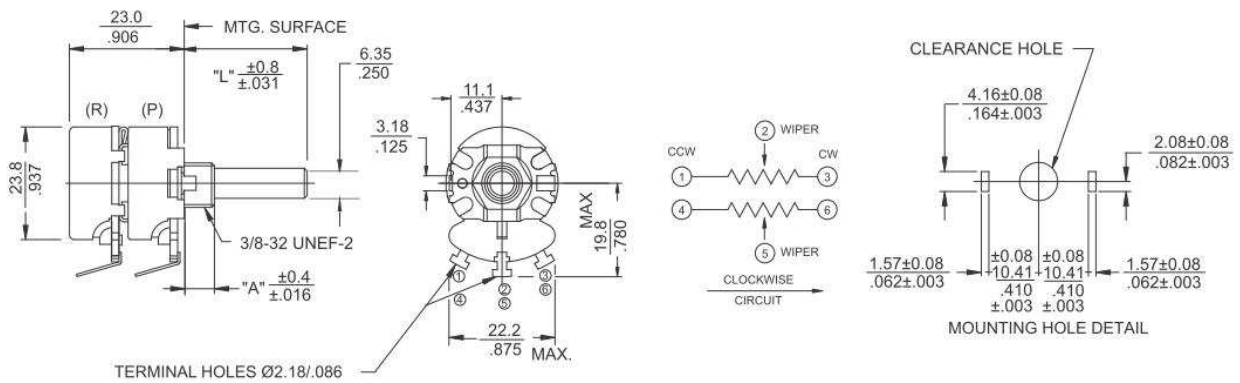 23.0
.906
MTG. SURFACE
"L" ±0.8
±.031
6.35
.250
(R)
(P)
23.8
.937
3/8-32 UNEF-2
"A" ±0.4
±.016
11.1
.437
3.18
.125
MAX
19.8
.780
① ② ③
④ ⑤ ⑥
22.2
.875
MAX.
TERMINAL HOLES Ø2.18/.086
② WIPER
CCW
CW
① ③
④ ⑥
⑤ WIPER
CLOCKWISE
CIRCUIT
CLEARANCE HOLE
4.16±0.08
.164±.003
2.08±0.08
.082±.003
1.57±0.08
.062±.003
±0.08
10.41
.410
±.003
±0.08
10.41
.410
±.003
1.57±0.08
.062±.003
MOUNTING HOLE DETAIL